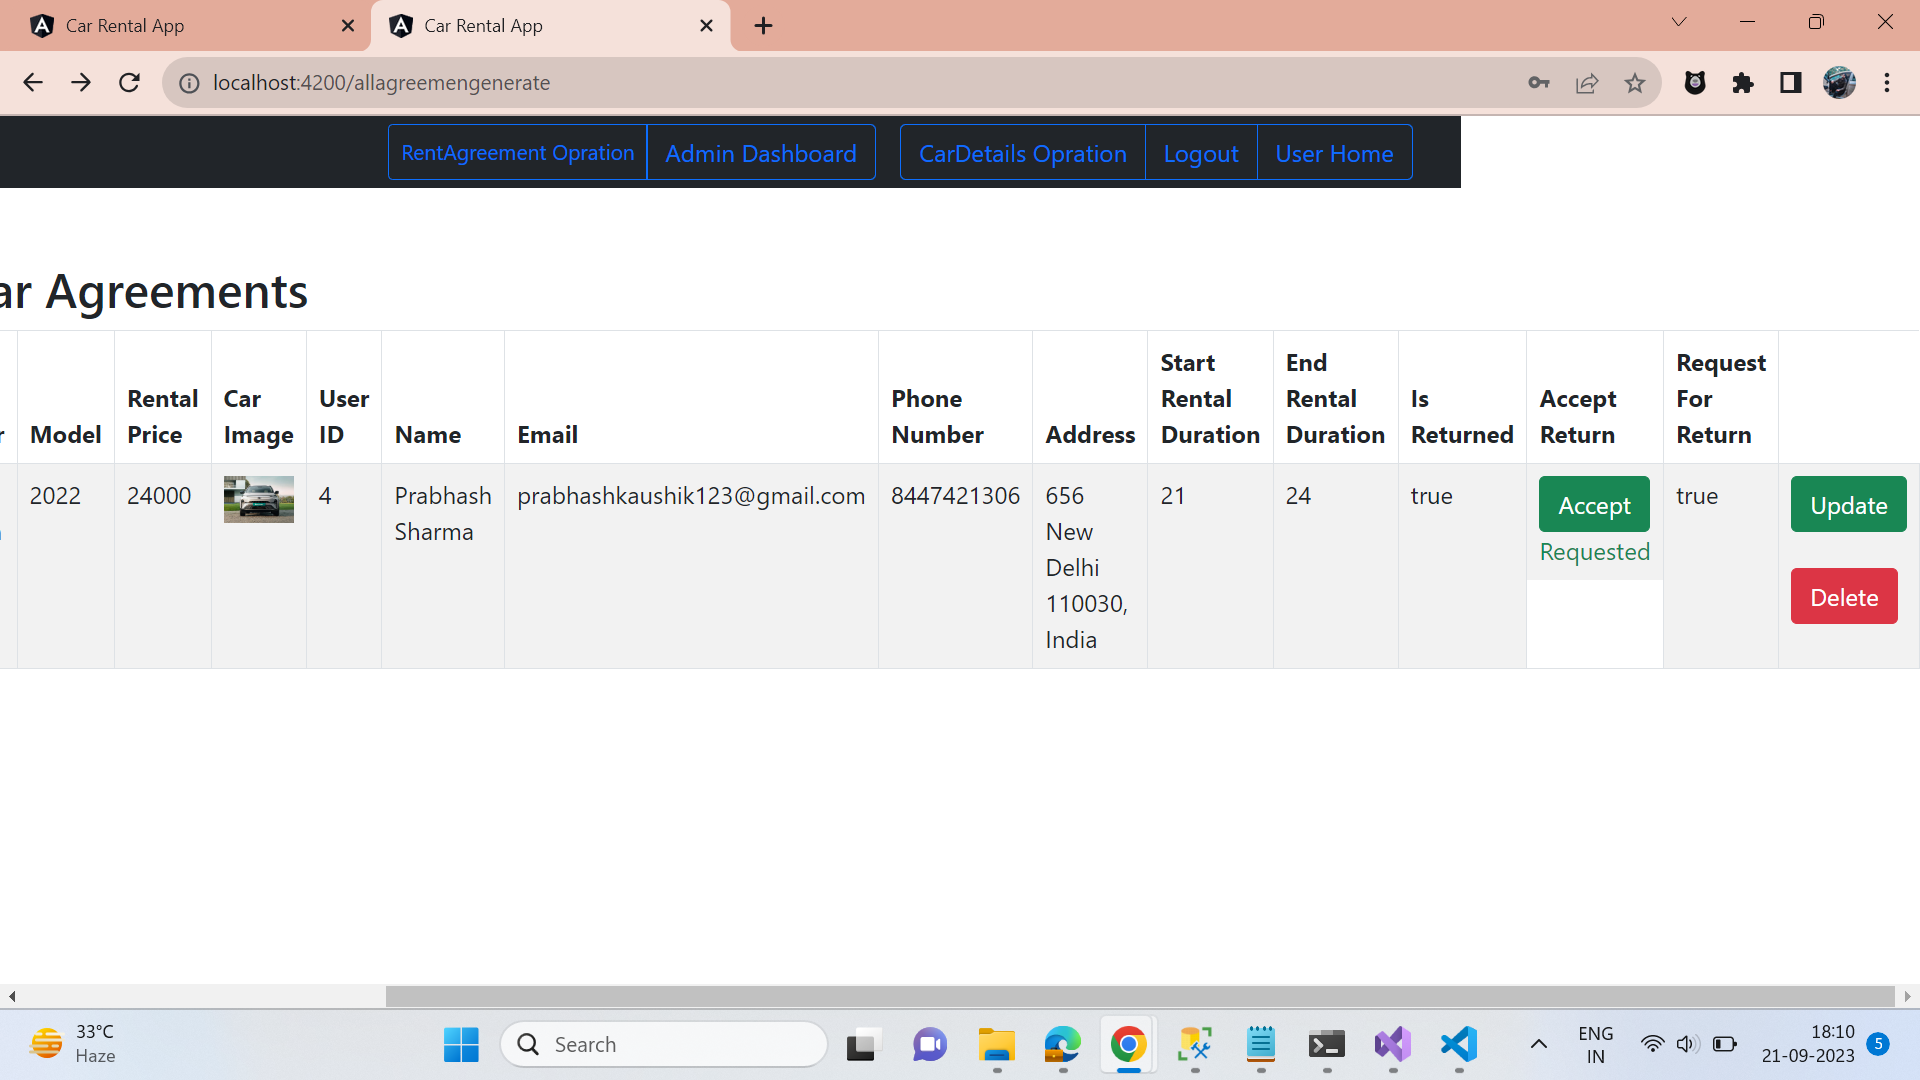 Car Rental App
Car Rental App
localhost:4200/allagreemengenerate
RentAgreement Opration Admin Dashboard CarDetails Opration Logout User Home
ar Agreements
r Model Rental Price Car Image User ID Name Email Phone Number Address Start Rental Duration End Rental Duration Is Returned Accept Return Request For Return
2022 24000 4 Prabhash prabhashkaushik123@gmail.com 8447421306 656 21 24 true Accept true Update
Sharma New Requested
Delhi
110030, Delete
India
33°C
Haze
Search
ENG
IN
18:10
21-09-2023
5